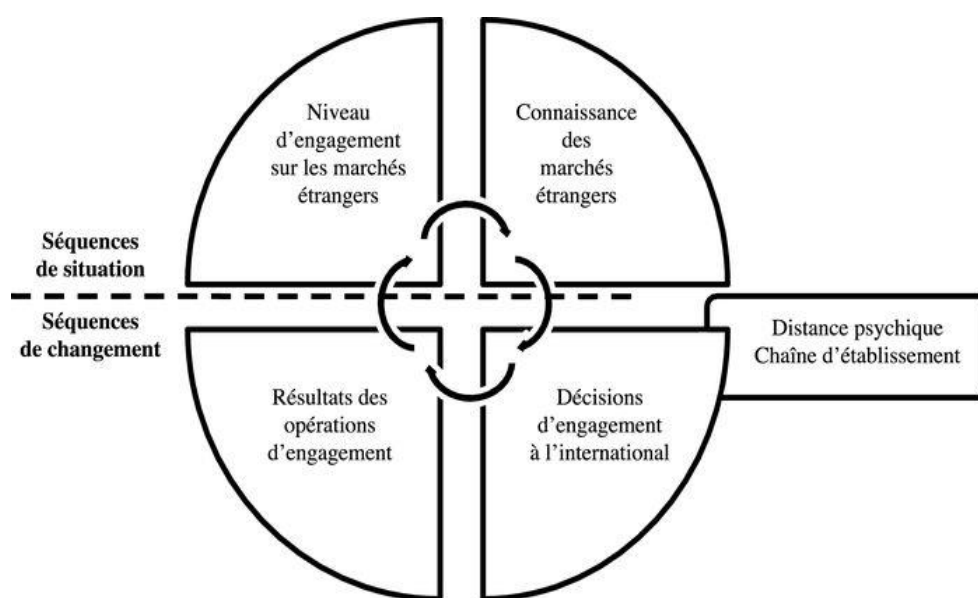 Niveau
d'engagement
sur les marchés
étrangers
Connaissance
des
marchés
étrangers
Séquences
de situation
Séquences
de changement
Distance psychique
Chaîne d'établissement
Résultats des
opérations
d'engagement
Décisions
d'engagement
à l'international